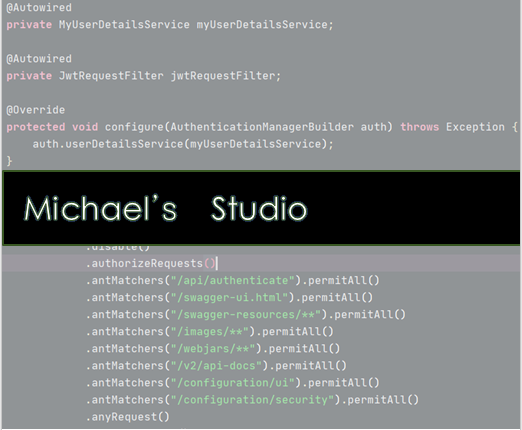 @Autowired
private MyUserDetailsService myUserDetailsService;
@Autowired
private JwtRequestFilter jwtRequestFilter;
@Override
protected void configure(AuthenticationManagerBuilder auth) throws Exception {
auth.userDetailsService(myUserDetailsService);
}
Michael's Studio
.disable()
.authorizeRequests()
.antMatchers("/api/authenticate").permitAll()
.antMatchers("/swagger-ui.html").permitAll()
.antMatchers("/swagger-resources/**").permitAll()
.antMatchers("/images/**").permitAll()
.antMatchers("/webjars/**").permitAll()
.antMatchers("/v2/api-docs").permitAll()
.antMatchers("/configuration/ui").permitAll()
.antMatchers("/configuration/security").permitAll()
.anyRequest()